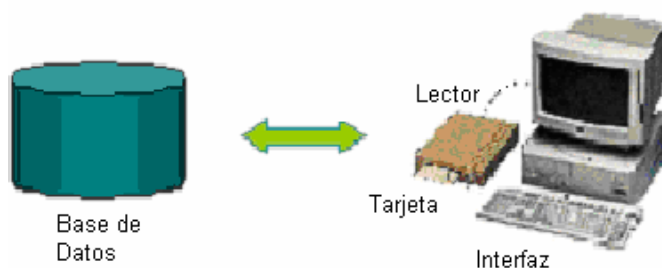 Lector
Tarjeta
Base de
Datos
Interfaz